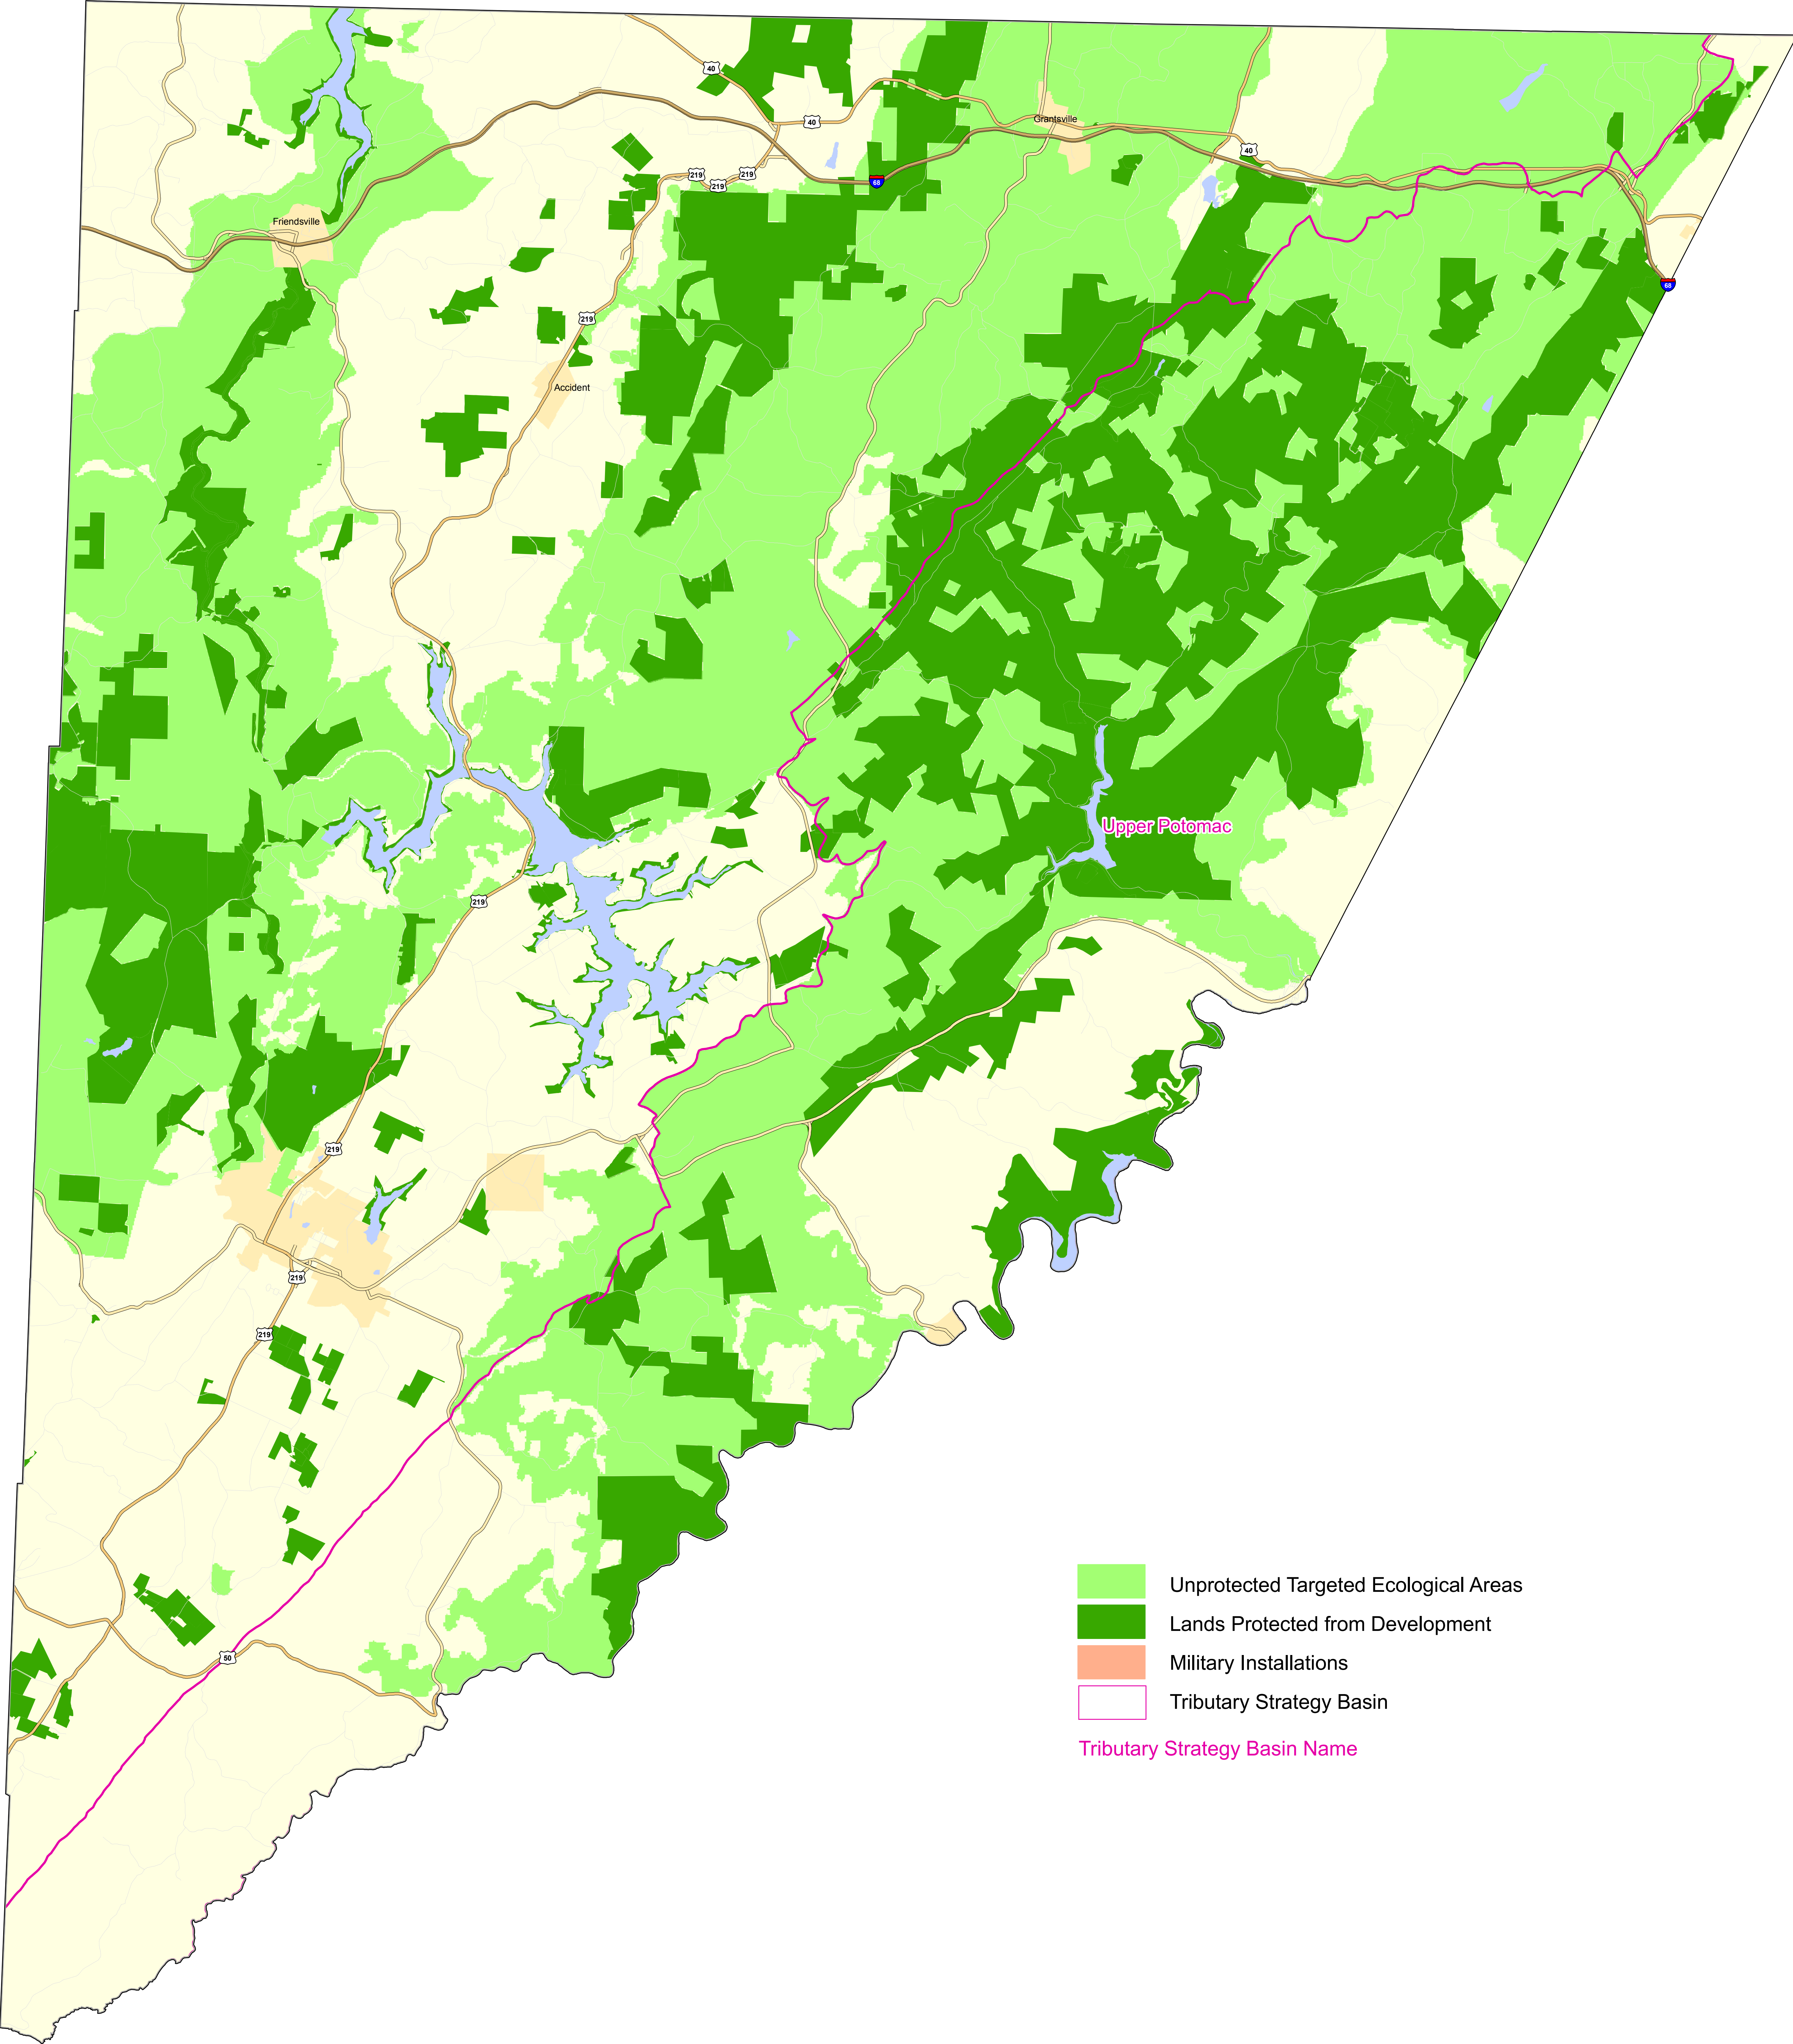 40
40
Grantsville
40
219
219
219
68
Friendsville
68
219
Accident
Upper Potomac
219
219
219
219
50
Unprotected Targeted Ecological Areas
Lands Protected from Development
Military Installations
Tributary Strategy Basin
Tributary Strategy Basin Name